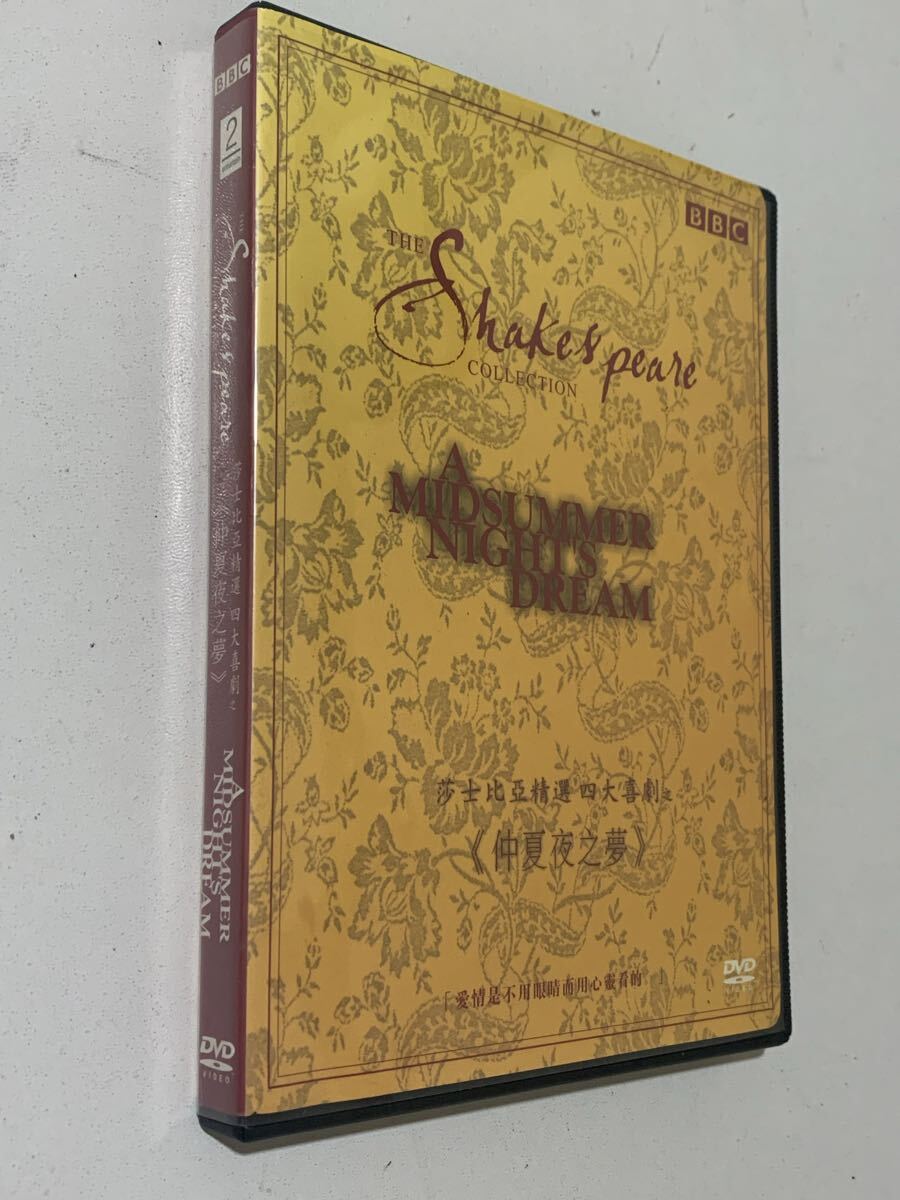 BBC
THE
Shakespeare
COLLECTION
A
MIDSUMMER
NIGHT'S
DREAM
莎士比亞精選 四大喜劇之
《仲夏夜之夢》
「愛情是不用眼睛而用心靈看的」
DVD
VIDEO
BBC
2
THE
Shakespeare
莎士比亞精選 四大喜劇之
仲夏夜之夢》
A
MIDSUMMER
NIGHT'S
DREAM
DVD
VIDEO